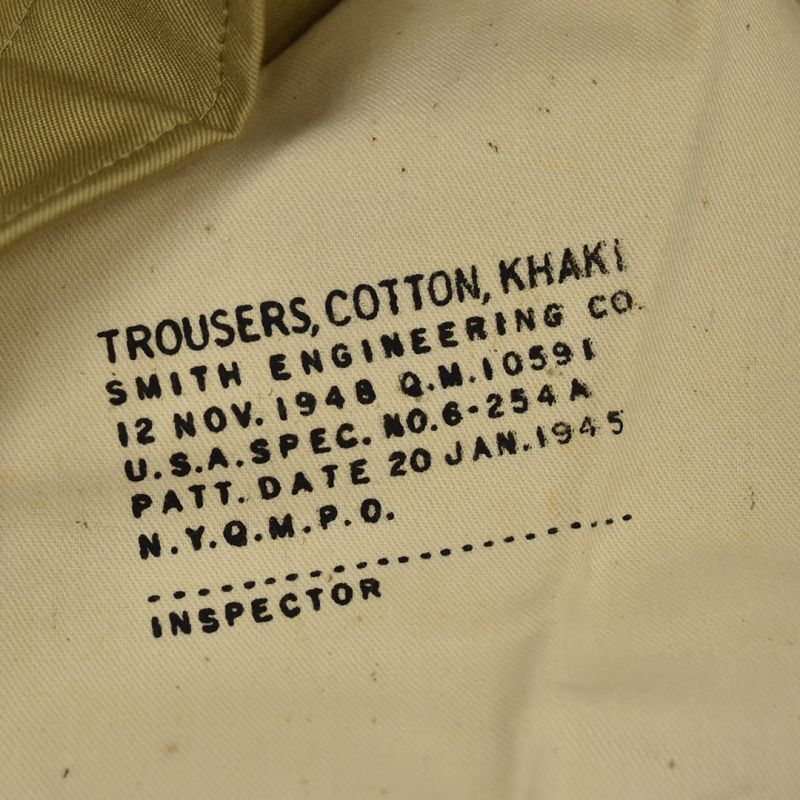 TROUSERS, COTTON, KHAKI
SMITH ENGINEERING CO.
12 NOV. 1948 Q.M. 10591
U.S.A. SPEC. NO. 6-254A
PATT. DATE 20 JAN. 1945
N.Y.Q.M.P.O.
INSPECTOR